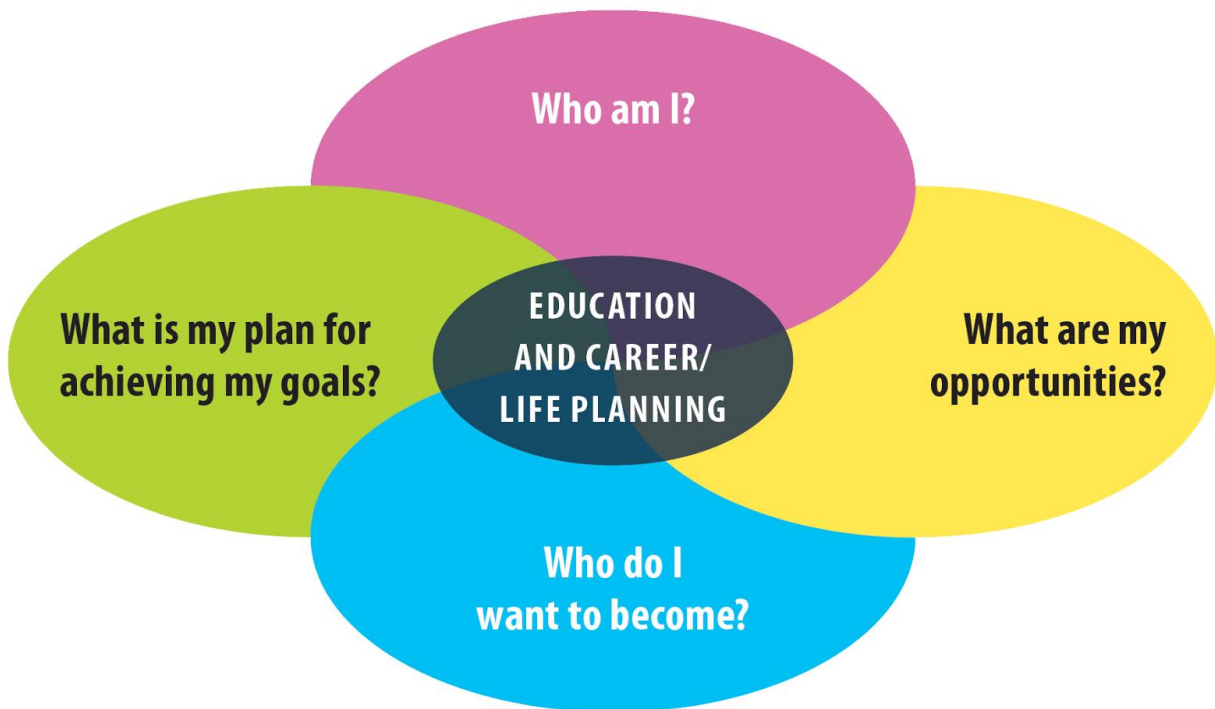 Who am I?
What is my plan for
achieving my goals?
EDUCATION
AND CAREER/
LIFE PLANNING
What are my
opportunities?
Who do I
want to become?